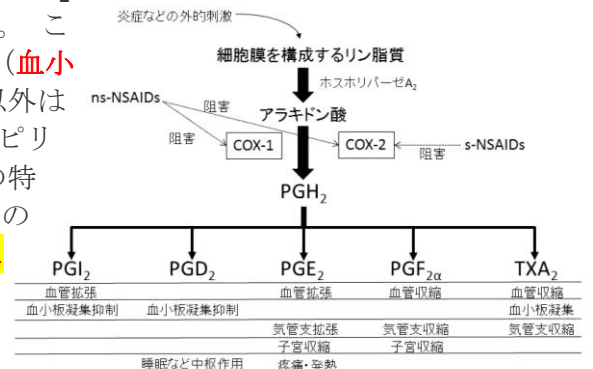 炎症などの外的刺激
。 こ
細胞膜を構成するリン脂質
(血小
ホスホリパーゼA₂
ns-NSAIDs
以外は
阻害
アラキドン酸
ピリ
阻害
COX-1
COX-2
s-NSAIDs
阻害
の特
の
PGH₂
PGI₂ PGD₂ PGE₂ PGF₂α TXA₂
血管拡張 血管拡張 血管収縮 血管収縮
血小板凝集抑制 血小板凝集抑制 血小板凝集
気管支拡張 気管支収縮 気管支収縮
子宮収縮 子宮収縮
睡眠など中枢作用 疼痛・発熱